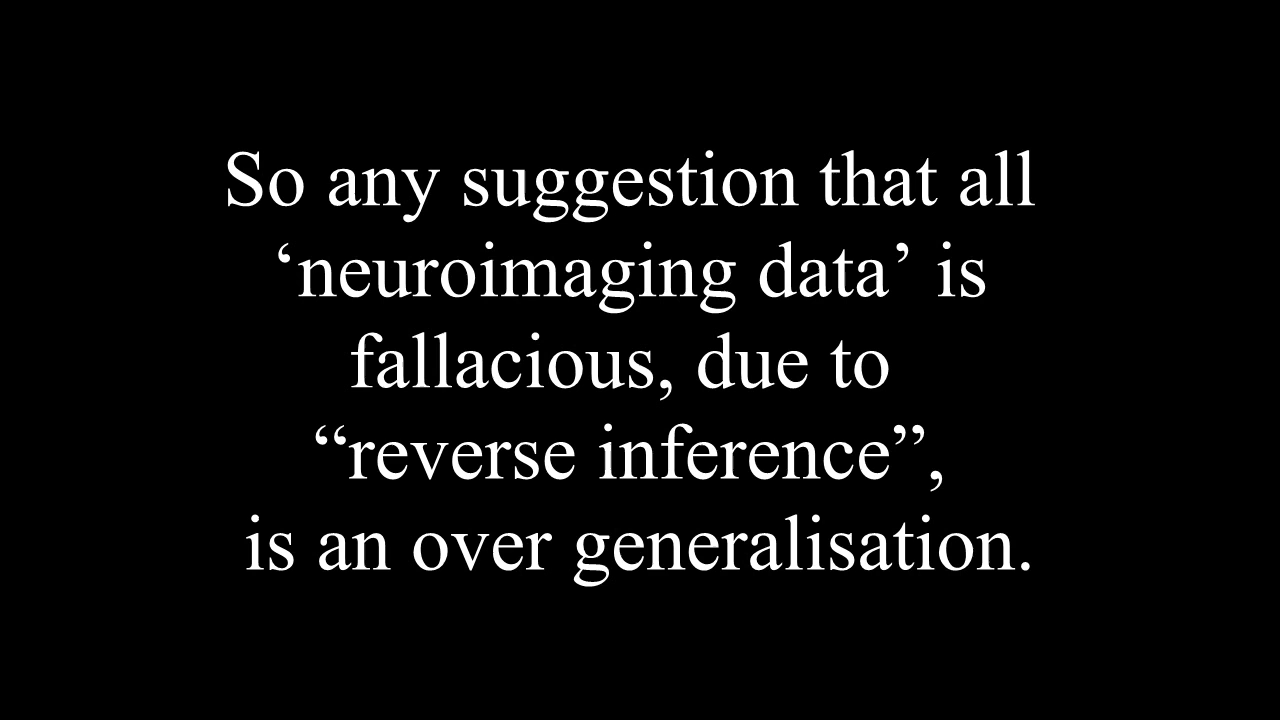 So any suggestion that all
‘neuroimaging data’ is
fallacious, due to
“reverse inference”,
is an over generalisation.